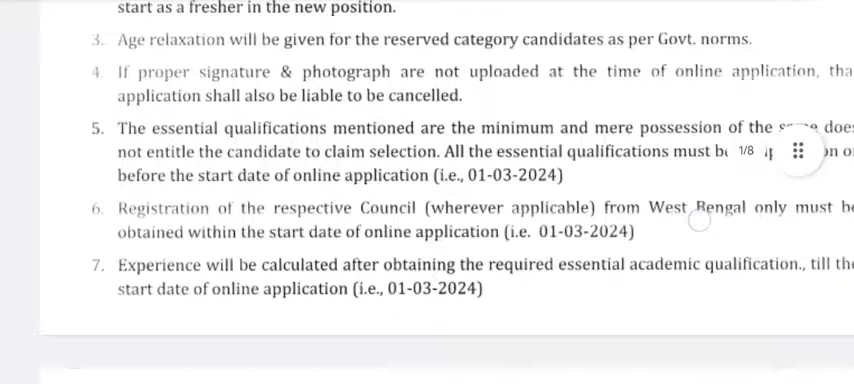 start as a fresher in the new position.
3. Age relaxation will be given for the reserved category candidates as per Govt. norms.
4. If proper signature & photograph are not uploaded at the time of online application, tha
application shall also be liable to be cancelled.
5. The essential qualifications mentioned are the minimum and mere possession of the doe
not entitle the candidate to claim selection. All the essential qualifications must
1/8
before the start date of online application (i.e., 01-03-2024)
6. Registration of the respective Council (wherever applicable) from West Bengal only must be
obtained within the start date of online application (i.e. 01-03-2024)
7. Experience will be calculated after obtaining the required essential academic qualification., till the
start date of online application (i.e., 01-03-2024)